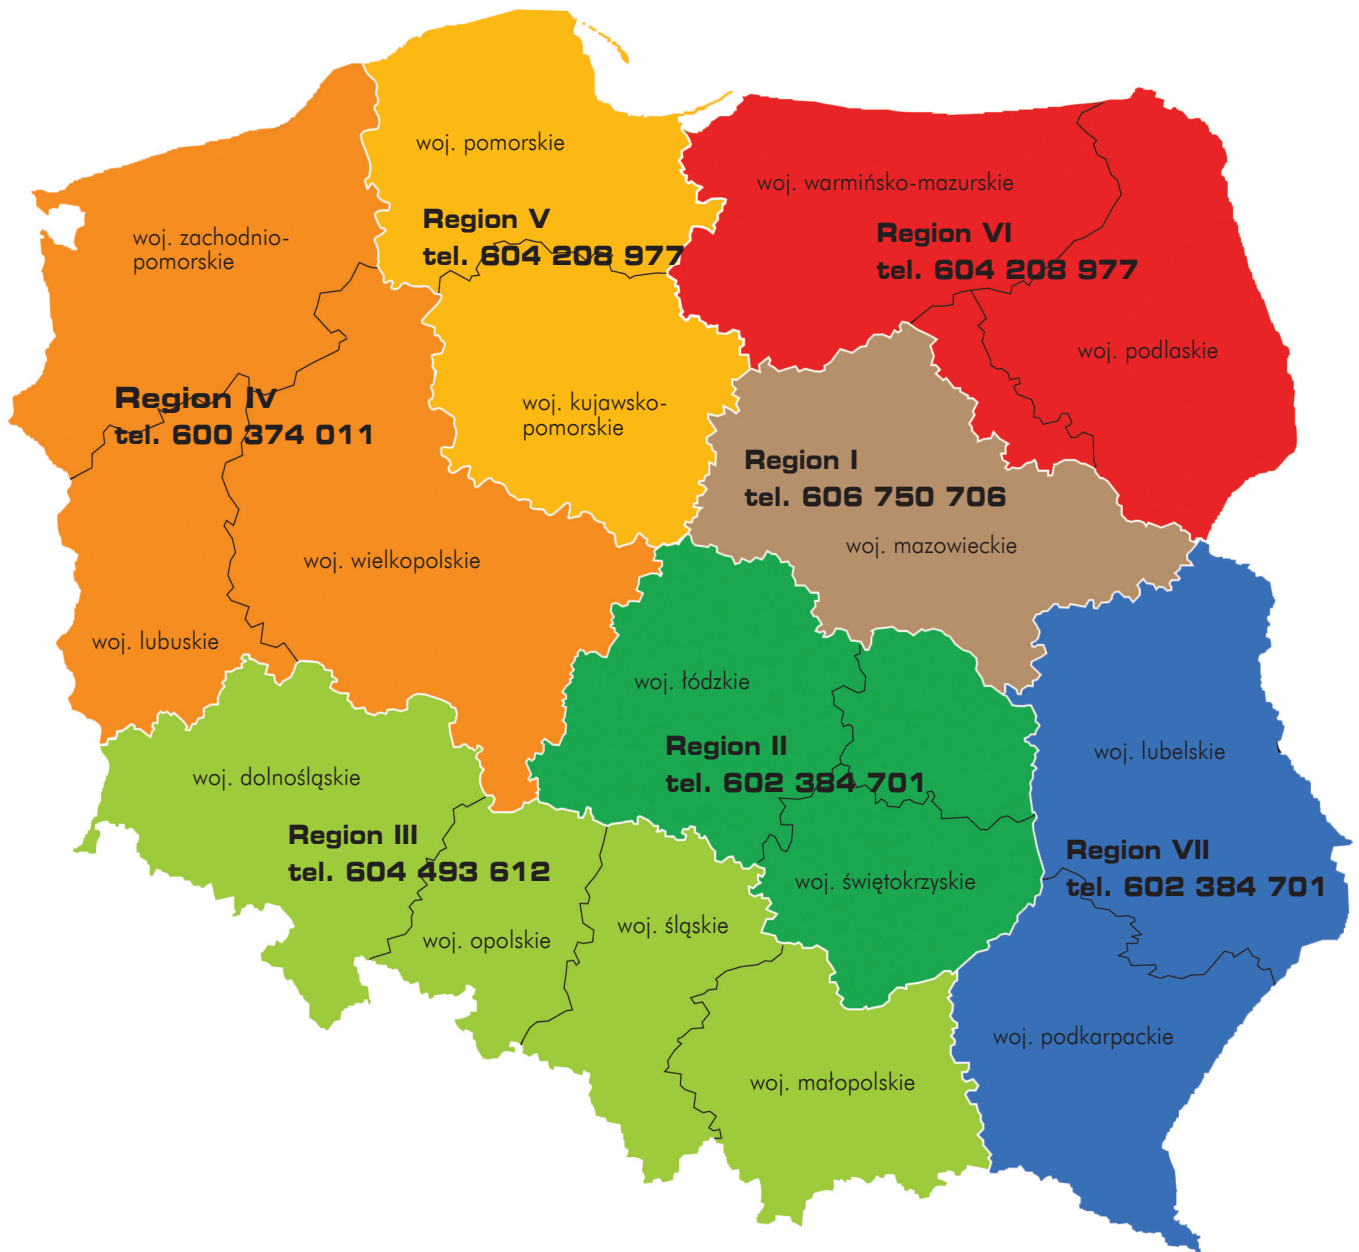 woj. pomorskie
Region V
tel. 604 208 977
woj. warmińsko-mazurskie
Region VI
tel. 604 208 977
woj. zachodnio-
pomorskie
woj. podlaskie
Region IV
tel. 600 374 011
woj. kujawsko-
pomorskie
Region I
tel. 606 750 706
woj. mazowieckie
woj. wielkopolskie
woj. lubuskie
woj. łódzkie
Region II
tel. 602 384 701
woj. lubelskie
woj. dolnośląskie
Region III
tel. 604 493 612
Region VII
tel. 602 384 701
woj. świętokrzyskie
woj. opolskie
woj. śląskie
woj. podkarpackie
woj. małopolskie